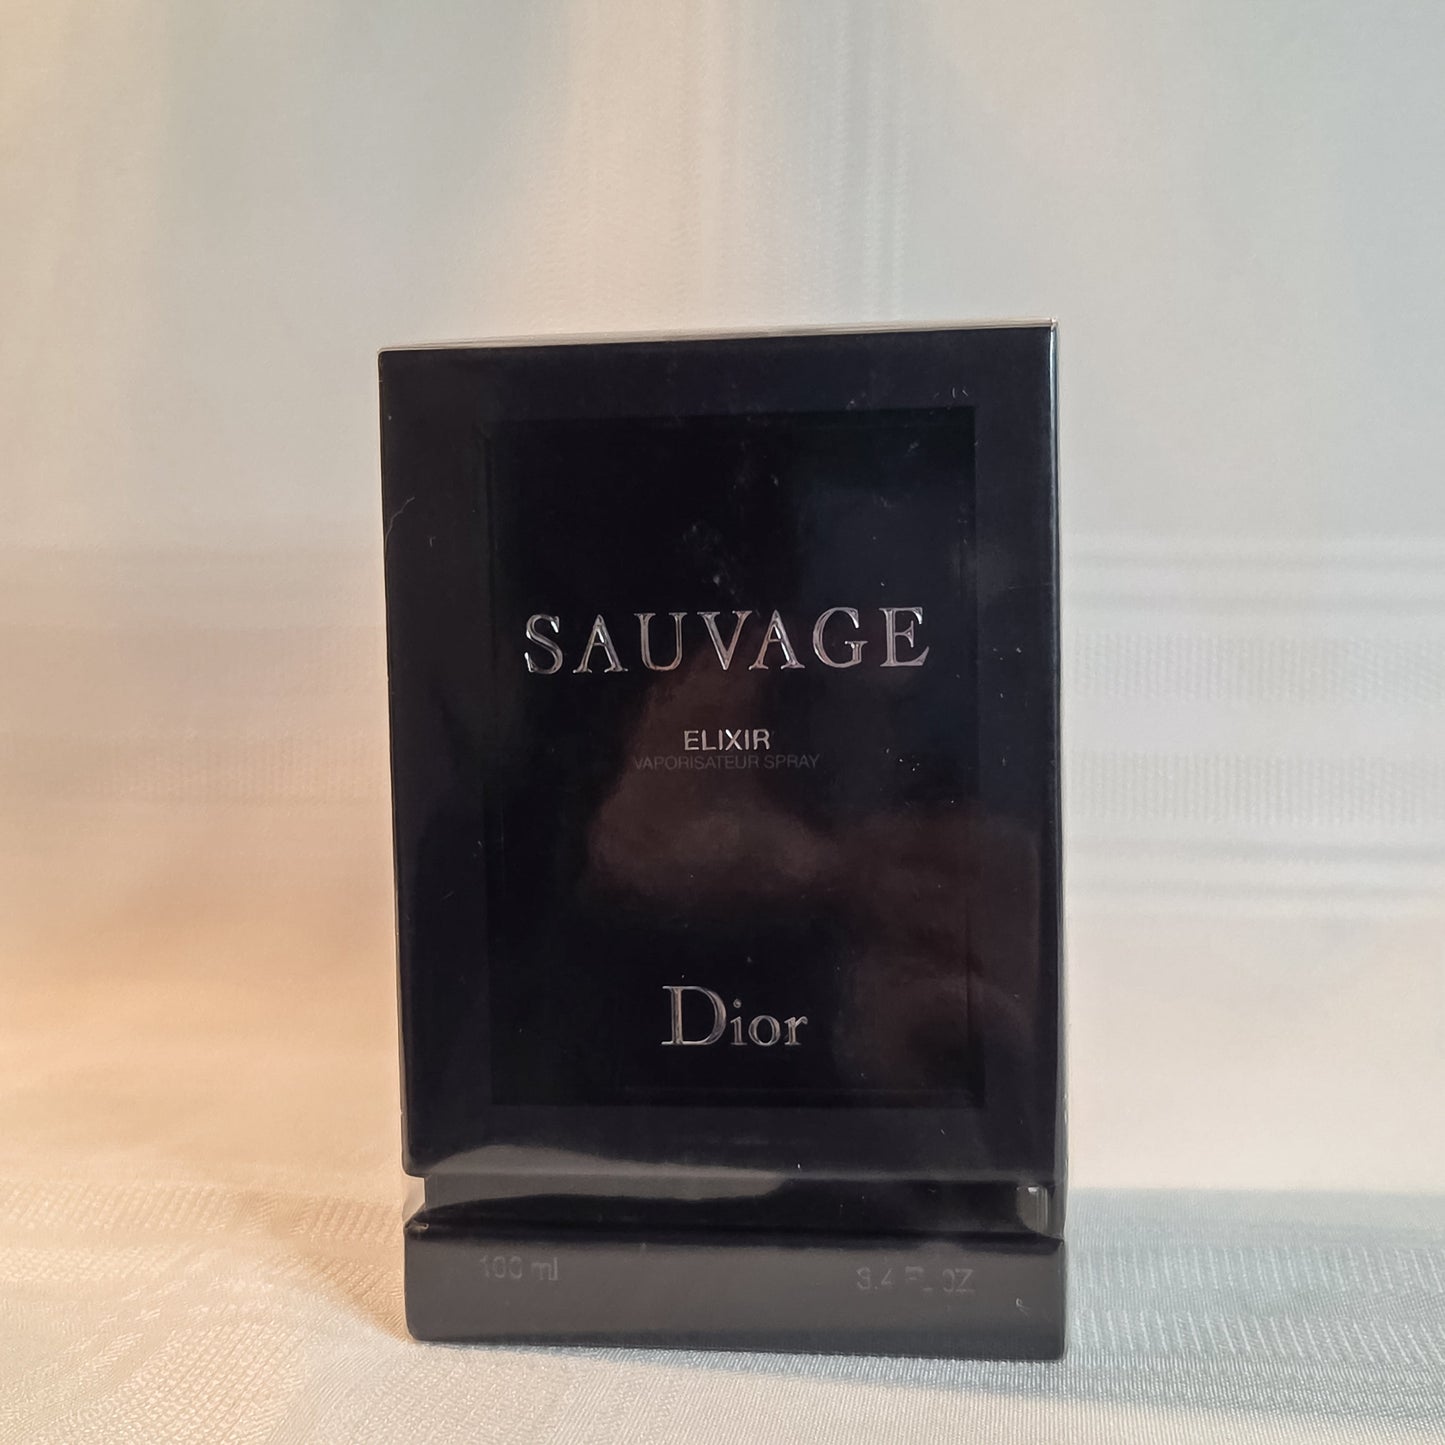 SAUVAGE
ELIXIR
VAPORISATEUR SPRAY
Dior
100 ml 3.4 FL OZ